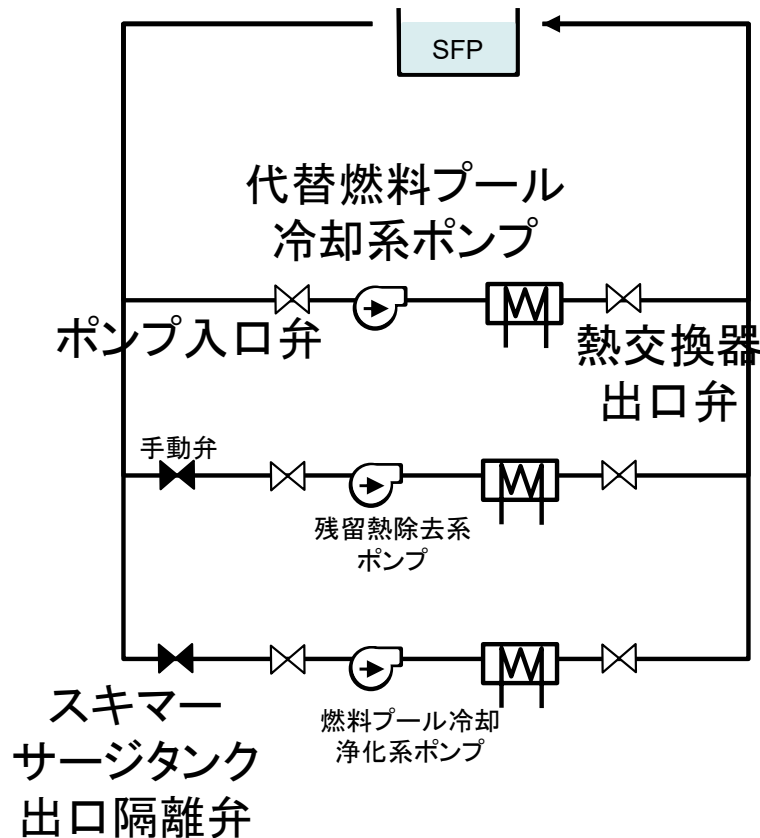 SFP
代替燃料プール
冷却系ポンプ
ポンプ入口弁
熱交換器
出口弁
手動弁
残留熱除去系
ポンプ
スキマー
サージタンク
出口隔離弁
燃料プール冷却
浄化系ポンプ